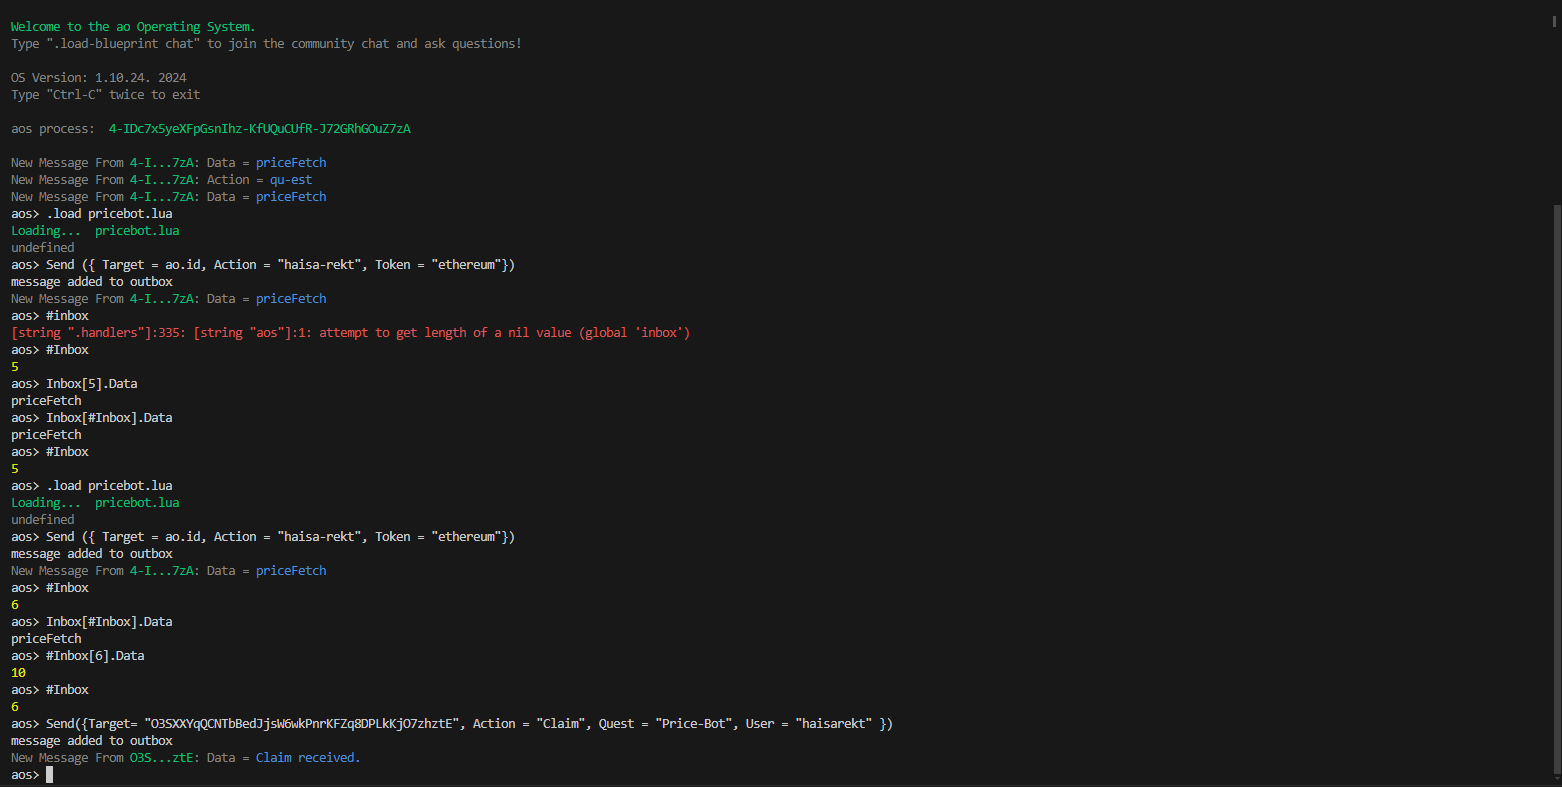 Welcome to the ao Operating System.
Type ".load-blueprint chat" to join the community chat and ask questions!
OS Version: 1.10.24. 2024
Type "Ctrl-C" twice to exit
aos process:  4-IDc7x5yeXFpGsnIhz-KfUQuCUfR-J72GRhGOuZ7zA
New Message From 4-I...7zA: Data = priceFetch
New Message From 4-I...7zA: Action = qu-est
New Message From 4-I...7zA: Data = priceFetch
aos> .load pricebot.lua
Loading...  pricebot.lua
undefined
aos> Send ({ Target = ao.id, Action = "haisa-rekt", Token = "ethereum"})
message added to outbox
New Message From 4-I...7zA: Data = priceFetch
aos> #inbox
[string ".handlers"]:335: [string "aos"]:1: attempt to get length of a nil value (global 'inbox')
aos> #Inbox
5
aos> Inbox[5].Data
priceFetch
aos> Inbox[#Inbox].Data
priceFetch
aos> #Inbox
5
aos> .load pricebot.lua
Loading...  pricebot.lua
undefined
aos> Send ({ Target = ao.id, Action = "haisa-rekt", Token = "ethereum"})
message added to outbox
New Message From 4-I...7zA: Data = priceFetch
aos> #Inbox
6
aos> Inbox[#Inbox].Data
priceFetch
aos> #Inbox[6].Data
10
aos> #Inbox
6
aos> Send({Target= "O3SXXYqQCNTbBedJjsW6wkPnrKFZq8DPLkKjO7zhztE", Action = "Claim", Quest = "Price-Bot", User = "haisarekt" })
message added to outbox
New Message From O3S...ztE: Data = Claim received.
aos>